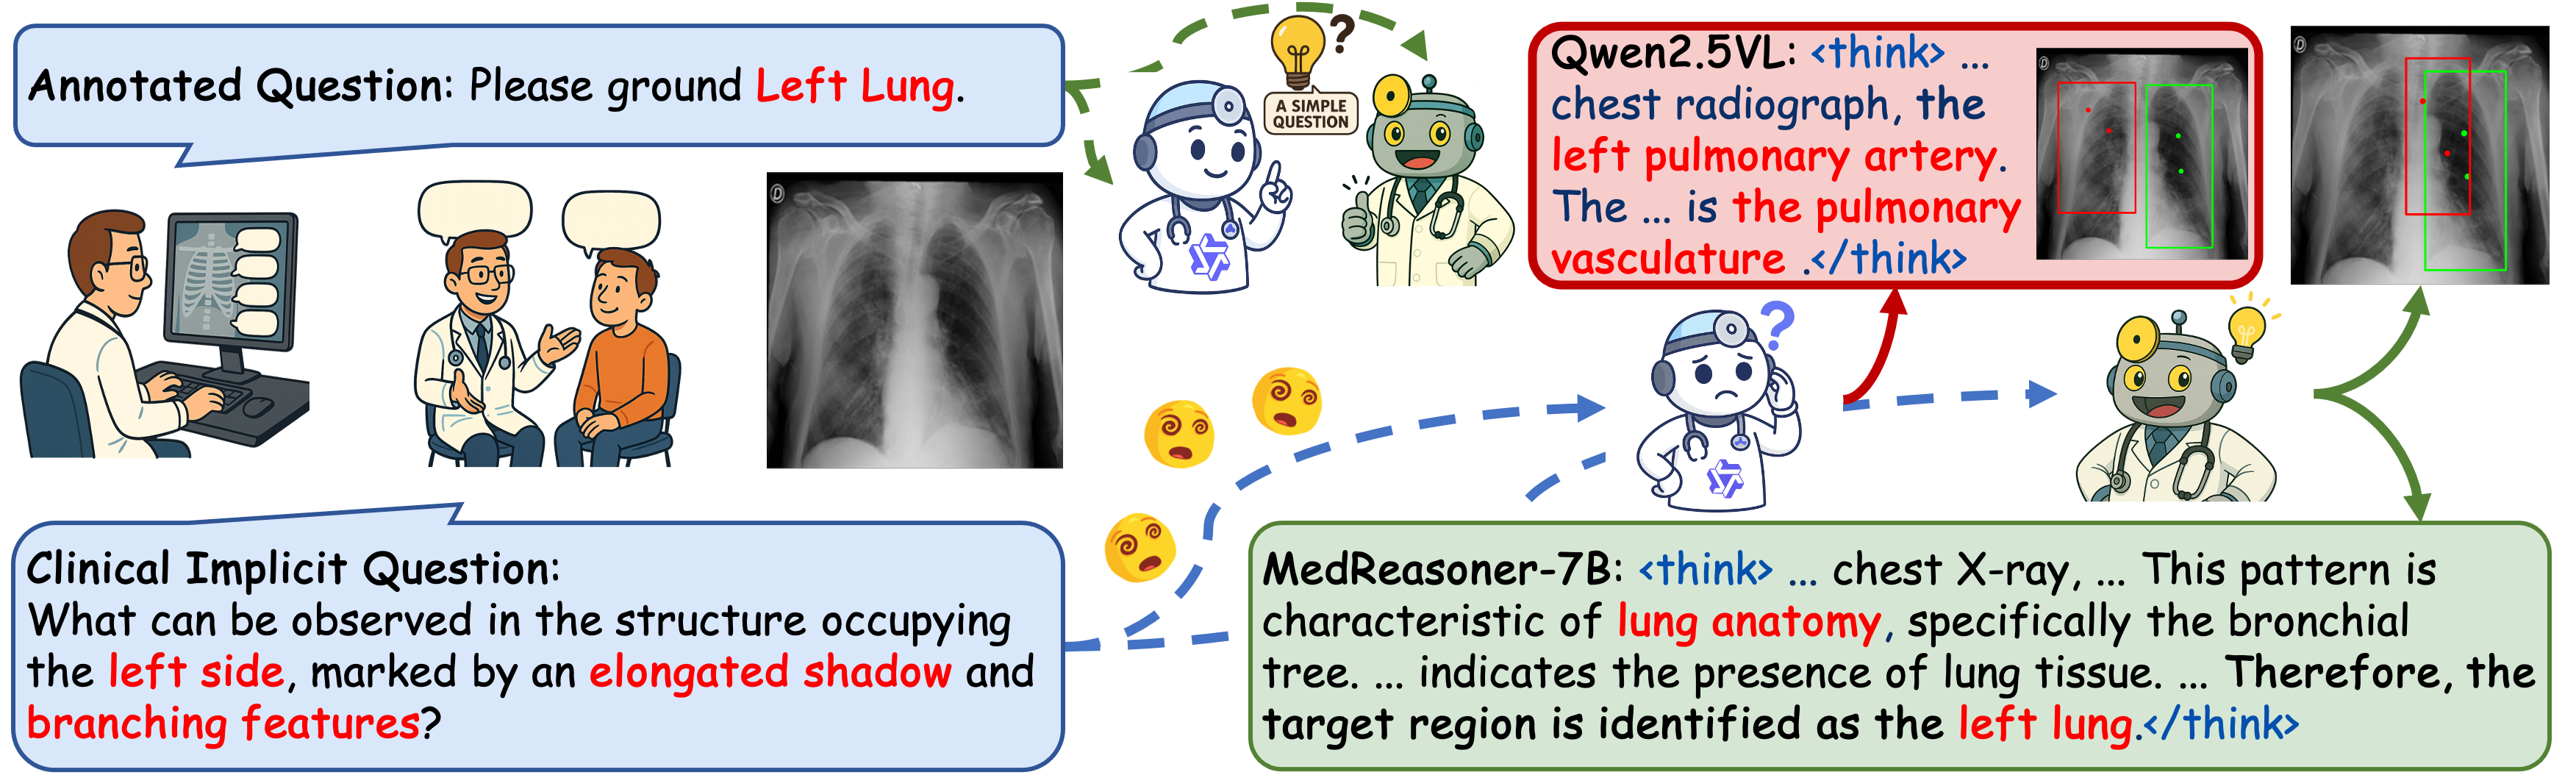 Annotated Question: Please ground Left Lung.
?
A SIMPLE
QUESTION
Qwen2.5VL: <think> ...
chest radiograph, the
left pulmonary artery.
The ... is the pulmonary
vasculature .</think>
D
D
D
?
Clinical Implicit Question:
What can be observed in the structure occupying
the left side, marked by an elongated shadow and
branching features?
MedReasoner-7B: <think> ... chest X-ray, ... This pattern is
characteristic of lung anatomy, specifically the bronchial
tree. ... indicates the presence of lung tissue. ... Therefore, the
target region is identified as the left lung.</think>